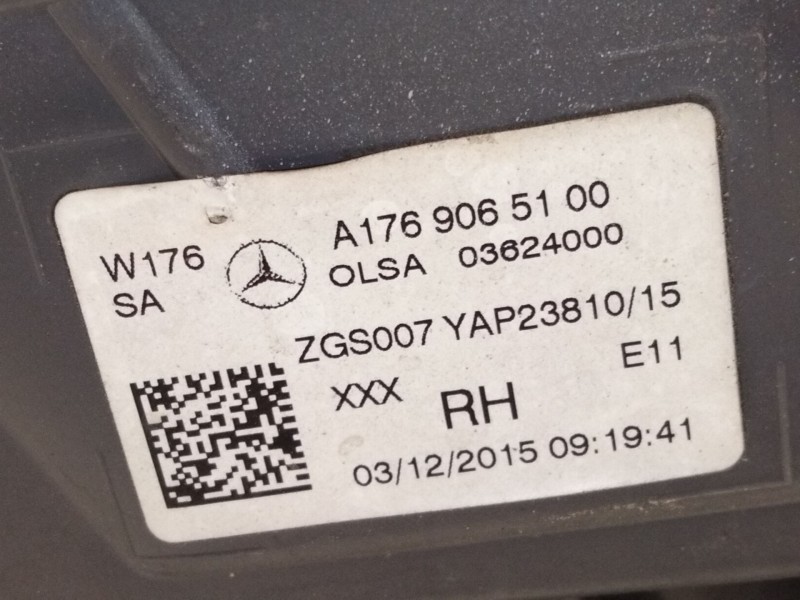 W176
SA
A176 906 51 00
OLSA 03624000
ZGS007 YAP23810/15
XXX RH E11
03/12/2015 09:19:41